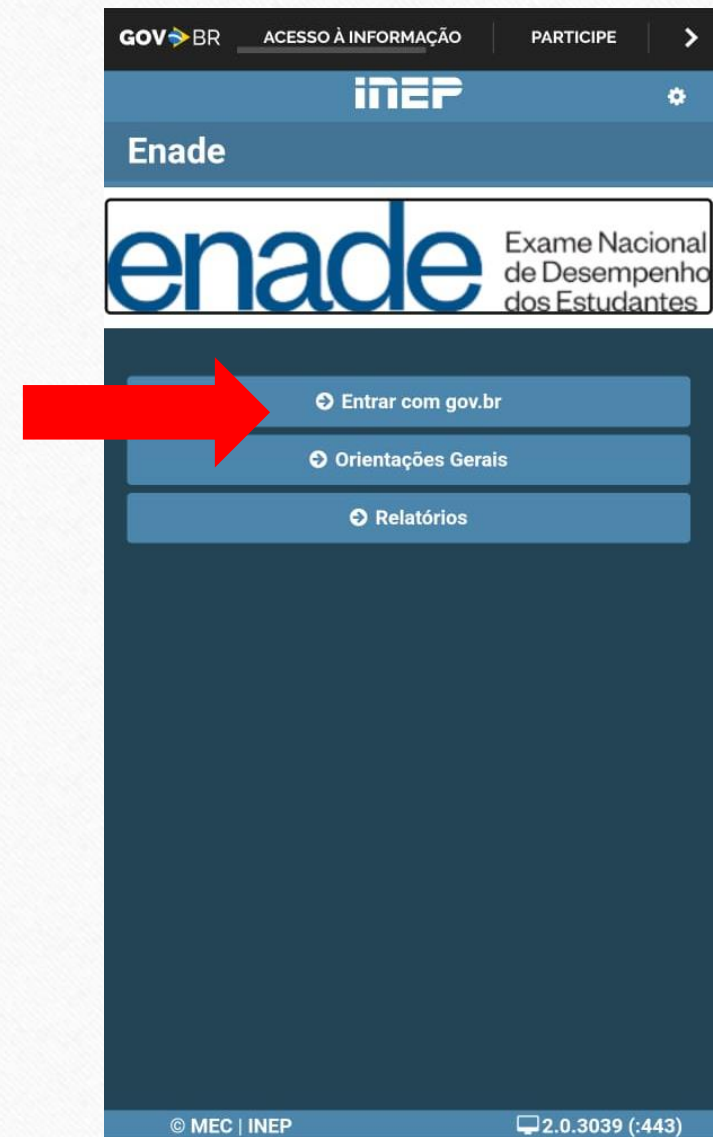 GOV BR ACESSO À INFORMAÇÃO PARTICIPE
inep
Enade
enade
Exame Nacional
de Desempenho
dos Estudantes
Entrar com gov.br
Orientações Gerais
Relatórios
© MEC | INEP 2.0.3039 (:443)